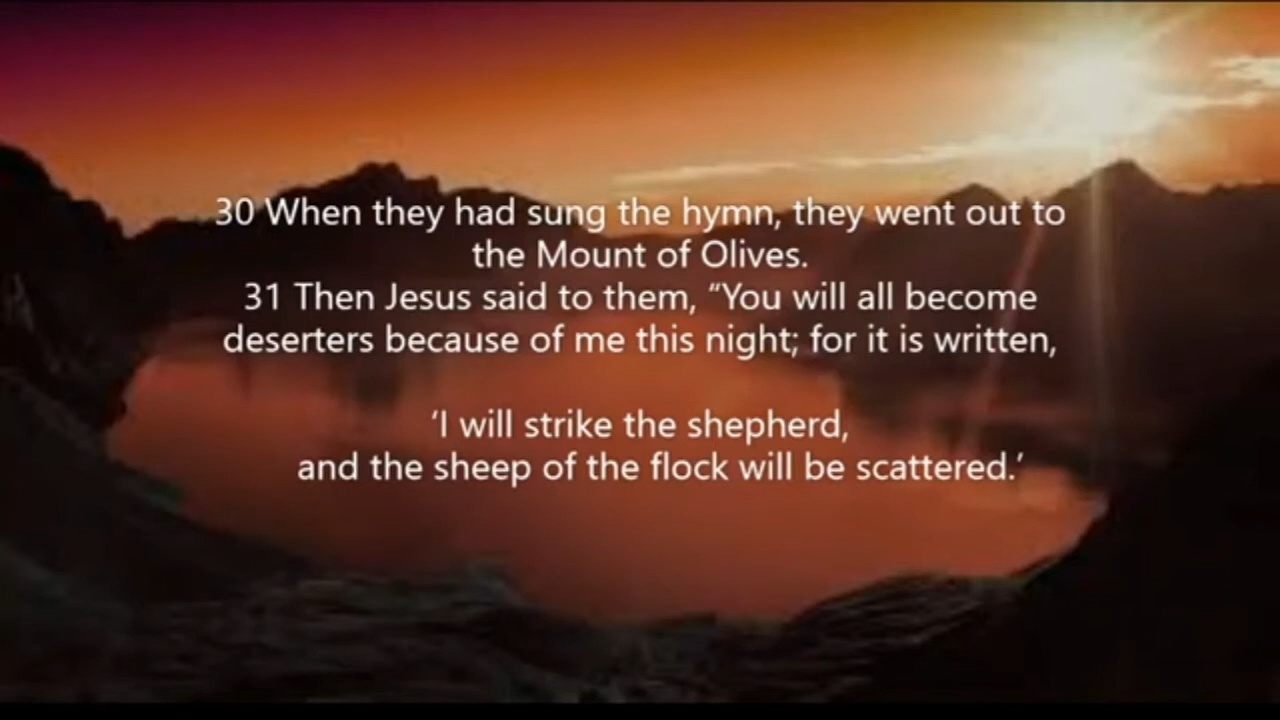 30 When they had sung the hymn, they went out to
the Mount of Olives.
31 Then Jesus said to them, “You will all become
deserters because of me this night; for it is written,
‘I will strike the shepherd,
and the sheep of the flock will be scattered.’